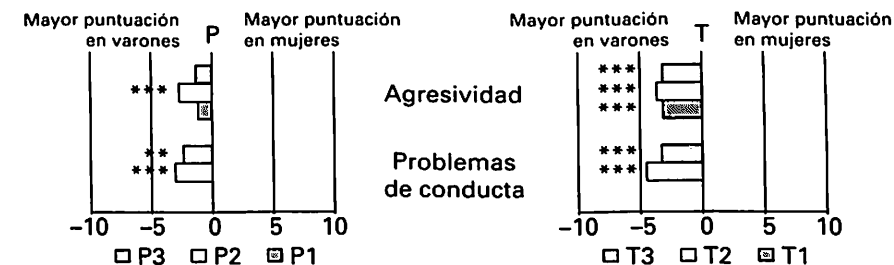 Mayor puntuación en varones
P
Mayor puntuación en mujeres
Mayor puntuación en varones
T
Mayor puntuación en mujeres
***
Agresividad
***
***
***
**
***
Problemas de conducta
***
***
−10 −5 0 5 10
−10 −5 0 5 10
P3 P2 P1
T3 T2 T1